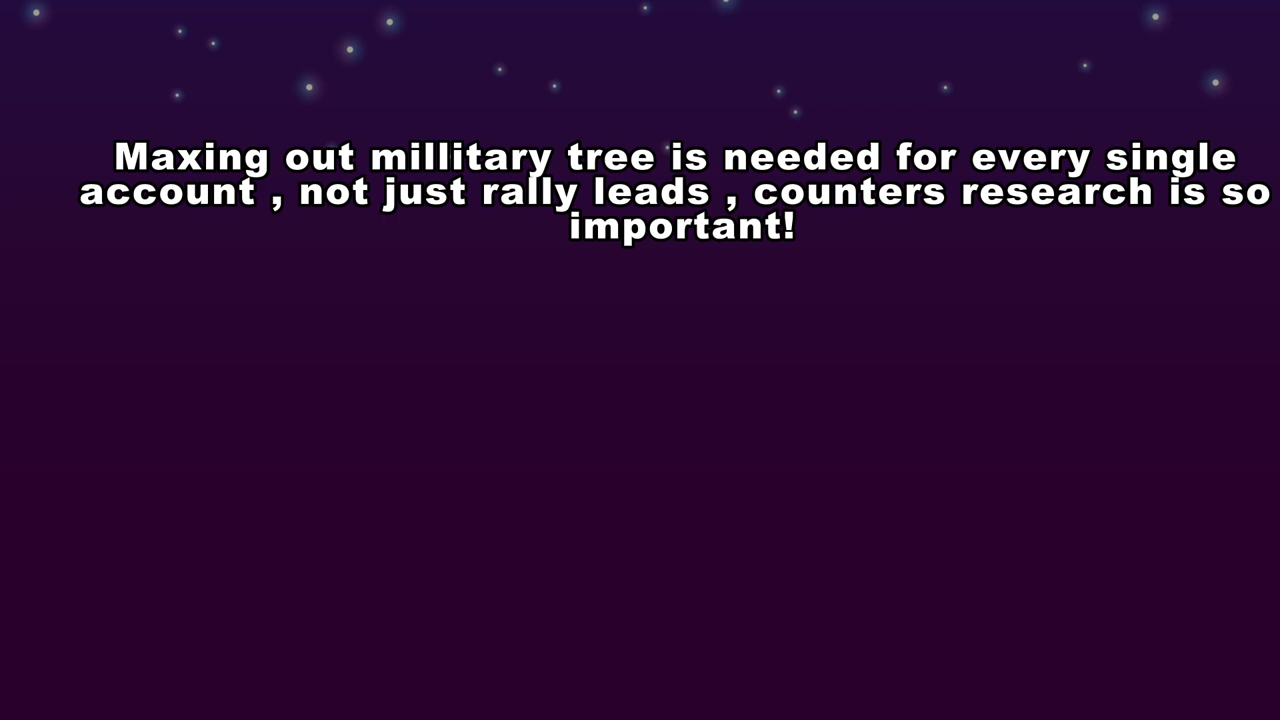 Maxing out millitary tree is needed for every single
account , not just rally leads , counters research is so
important!